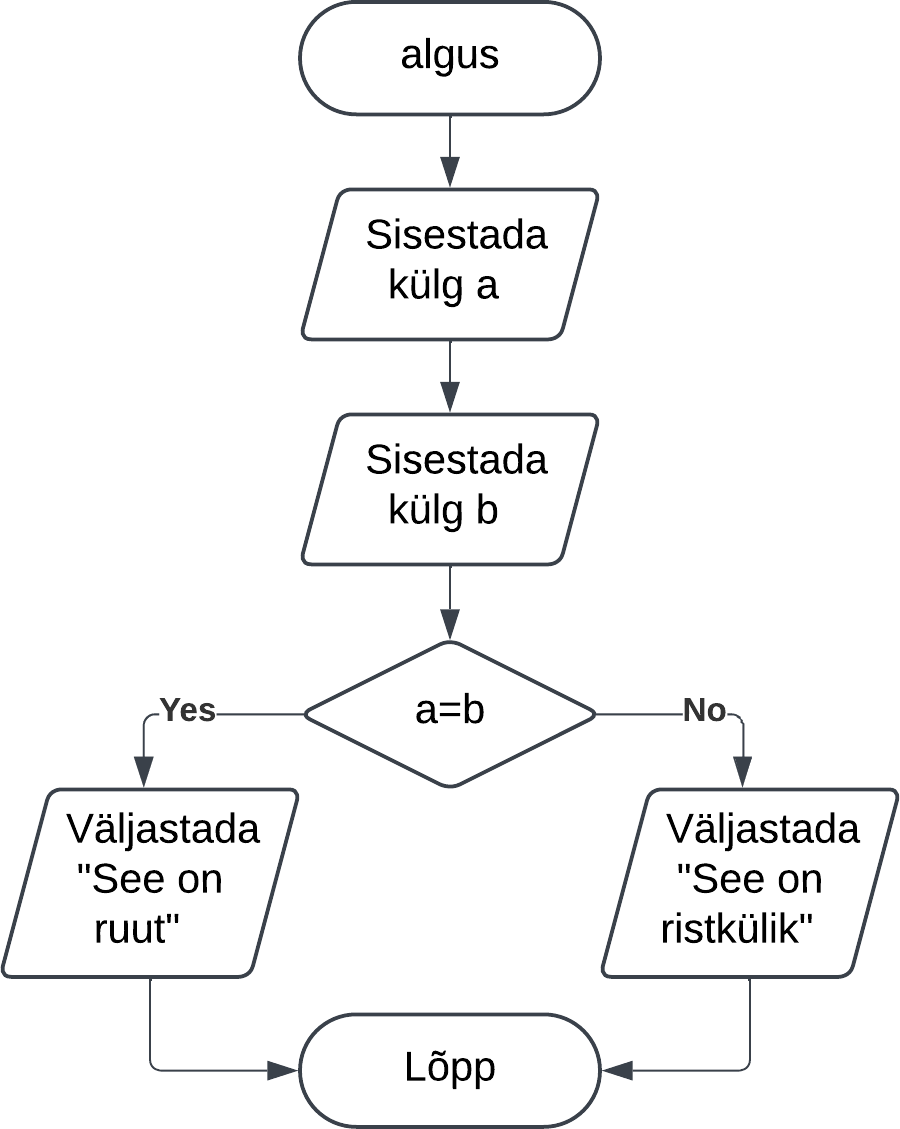 algus
Sisestada
külg a
Sisestada
külg b
a=b
Yes
No
Väljastada
"See on
ruut"
Väljastada
"See on
ristkülik"
Lõpp